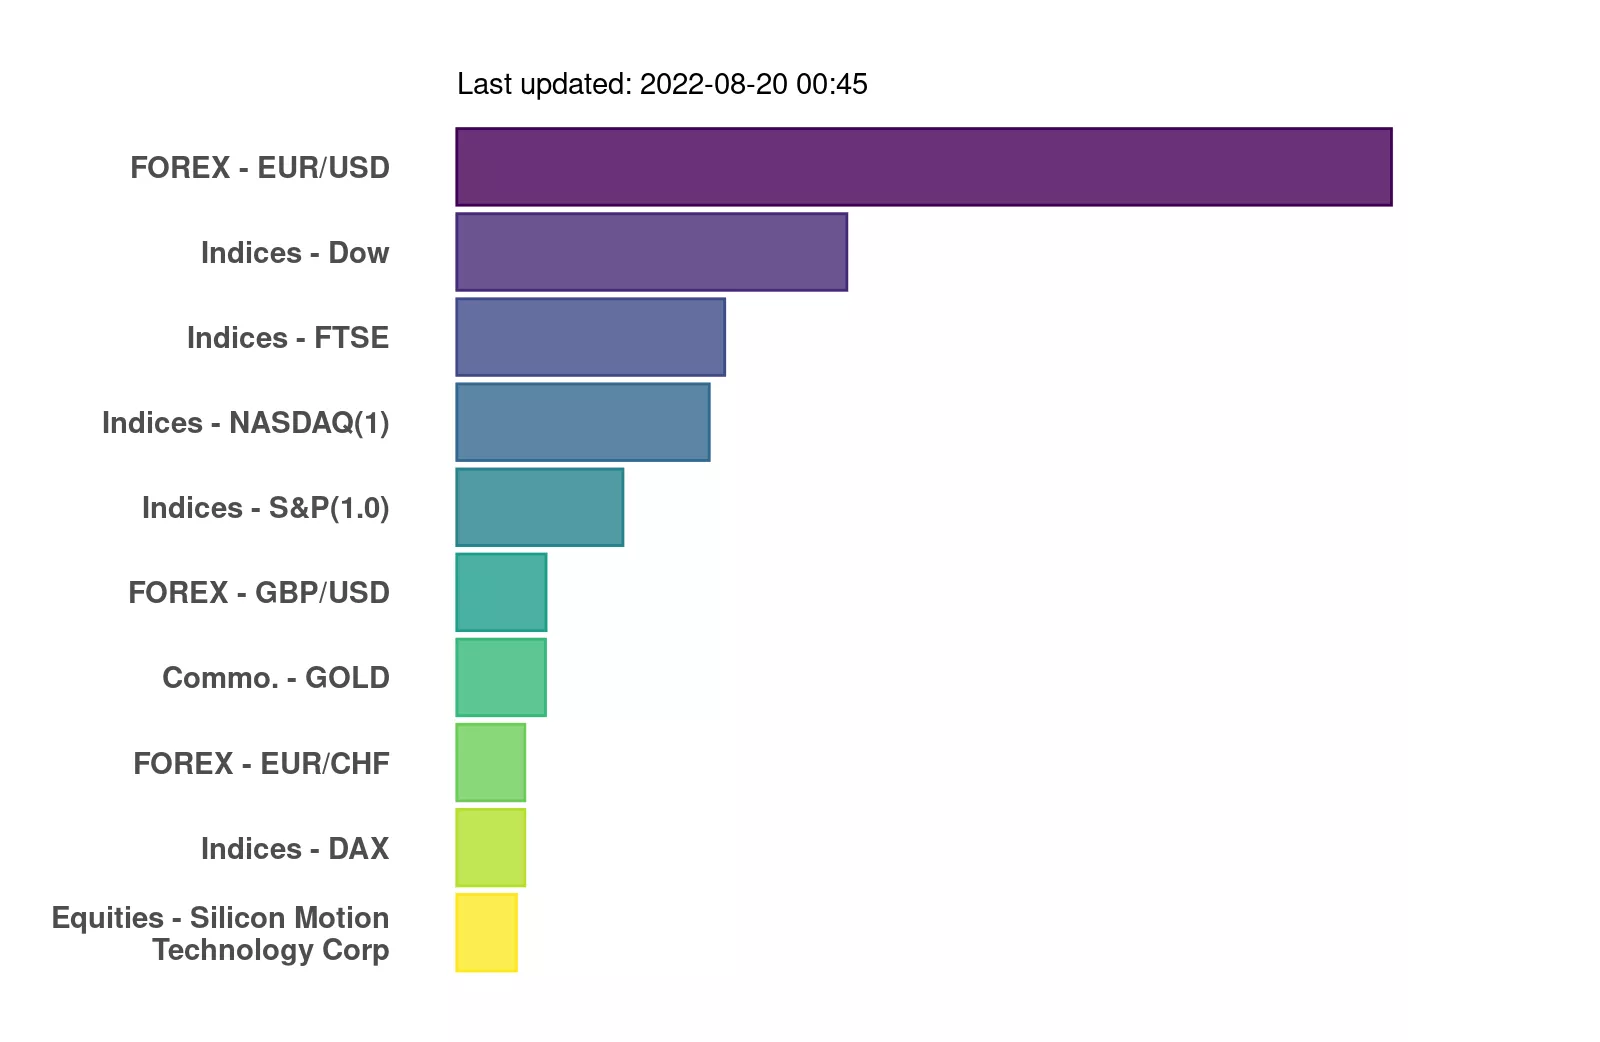 Last updated: 2022-08-20 00:45
FOREX - EUR/USD
Indices - Dow
Indices - FTSE
Indices - NASDAQ(1)
Indices - S&P(1.0)
FOREX - GBP/USD
Commo. - GOLD
FOREX - EUR/CHF
Indices - DAX
Equities - Silicon Motion
Technology Corp